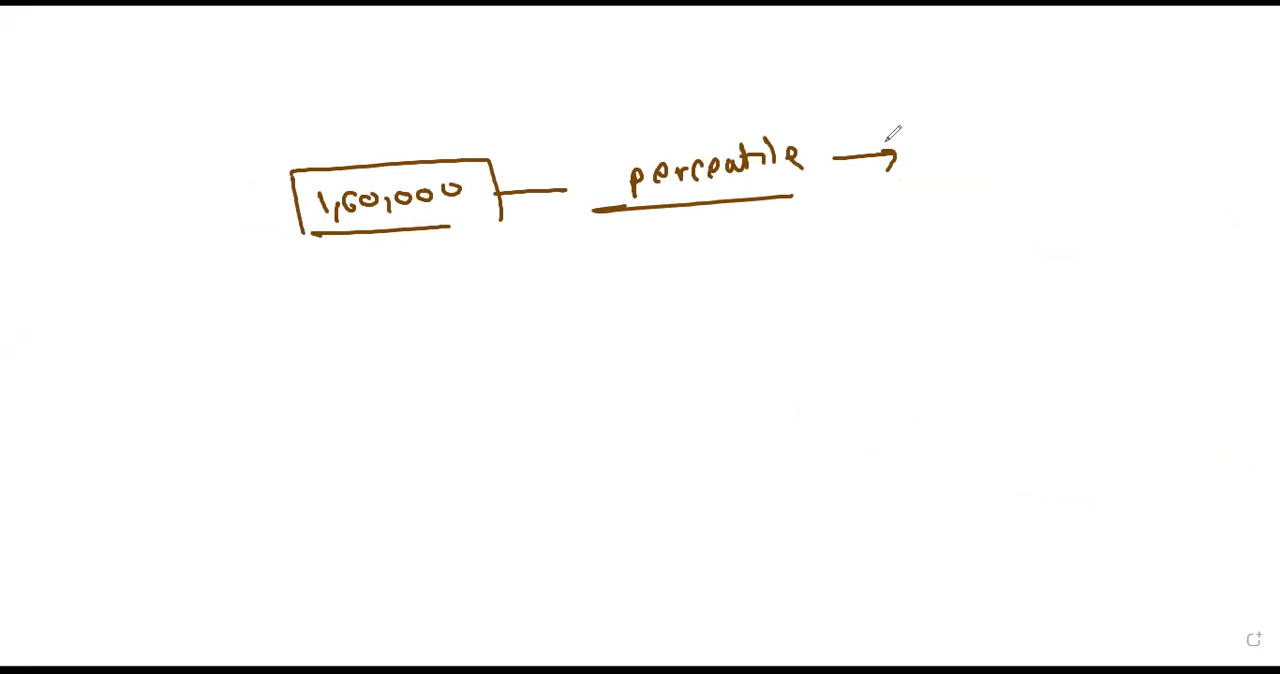 1,60,000 — percentile →